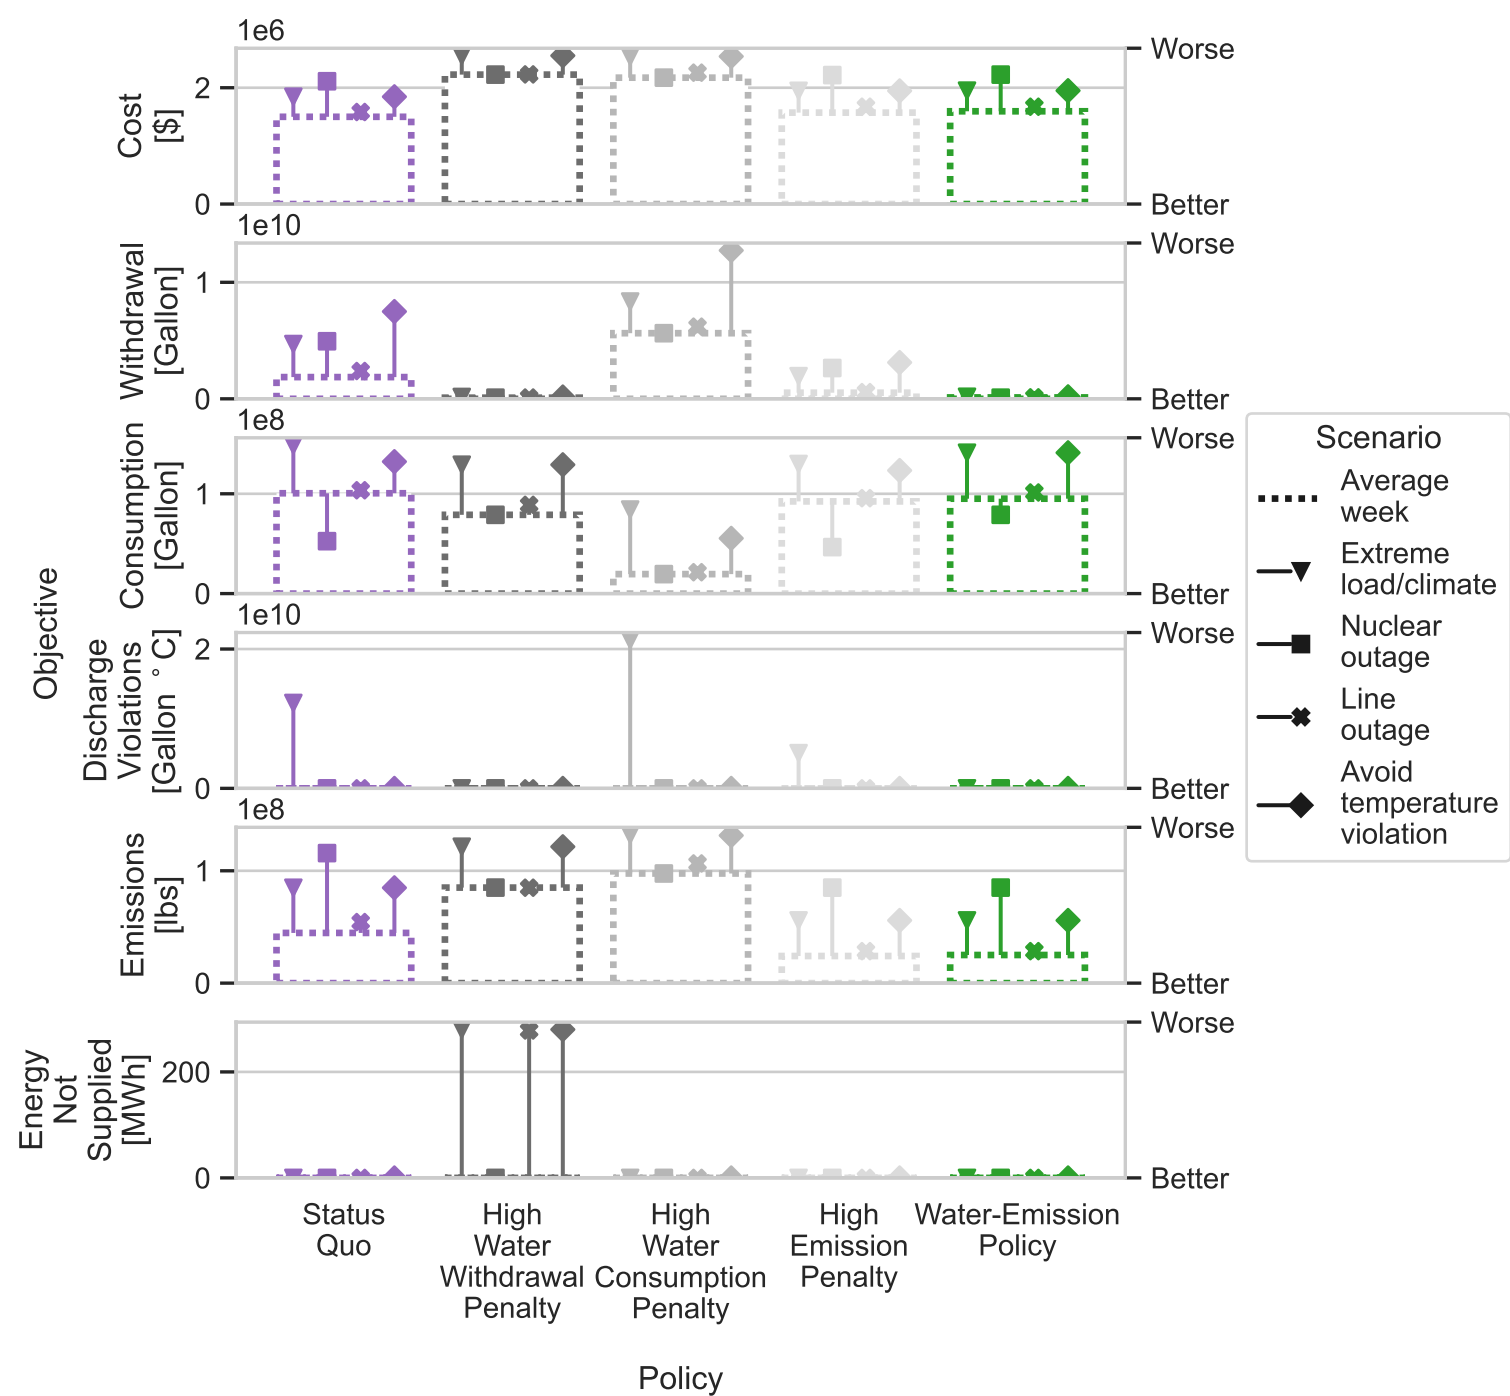 1e6
Cost
[$]
2
0
Worse
Better
1e10
Withdrawal
[Gallon]
1
0
Worse
Better
1e8
Consumption
[Gallon]
1
0
Worse
Better
1e10
Discharge
Violations
[Gallon ° C]
2
0
Worse
Better
1e8
Emissions
[lbs]
1
0
Worse
Better
Energy
Not
Supplied
[MWh]
200
0
Worse
Better
Objective
Status
Quo
High
Water
Withdrawal
Penalty
High
Water
Consumption
Penalty
High
Emission
Penalty
Water-Emission
Policy
Policy
Scenario
Average
week
Extreme
load/climate
Nuclear
outage
Line
outage
Avoid
temperature
violation